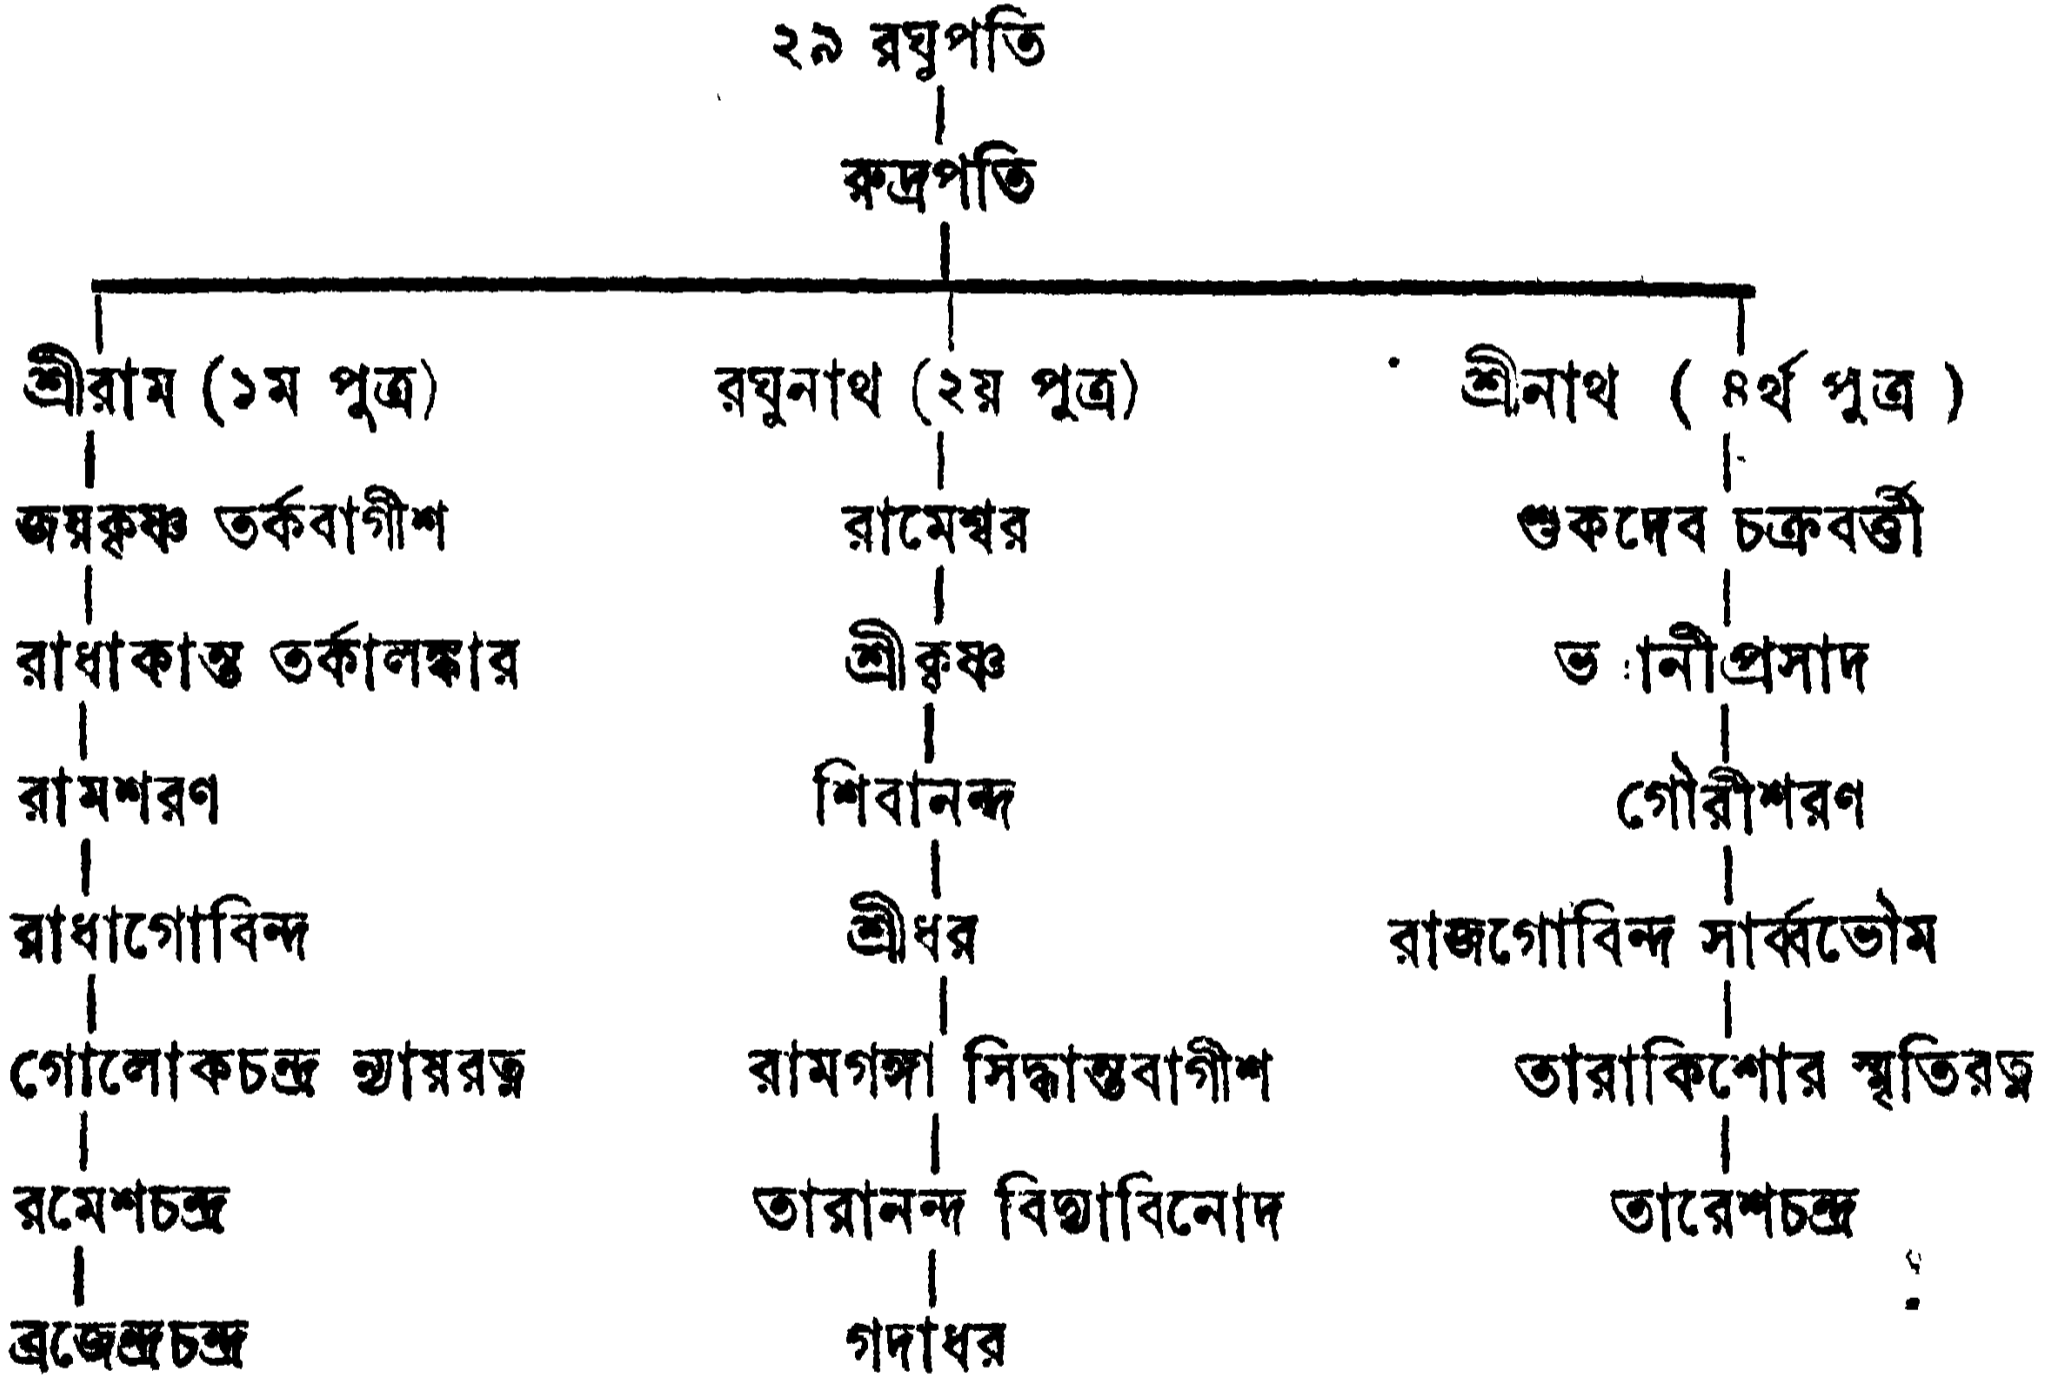 ২৯ রঘুপতি
রুদ্রপতি
শ্রীরাম (১ম পুত্র) রঘুনাথ (২য় পুত্র) শ্রীনাথ ( ৪র্থ পুত্র )
জয়কৃষ্ণ তর্কবাগীশ রামেশ্বর শুকদেব চক্রবর্ত্তী
রাধাকান্ত তর্কালঙ্কার শ্রীকৃষ্ণ
রামশরণ শিবানন্দ গৌরীশরণ
রাধাগোবিন্দ শ্রীধর রাজগোবিন্দ সার্ব্বভৌম
গোলোকচন্দ্র ন্যায়রত্ন রামগঙ্গা সিদ্ধান্তবাগীশ তারাকিশোর স্মৃতিরত্ন
রমেশচন্দ্র তারানন্দ বিদ্যাবিনোদ তারেশচন্দ্র
ব্রজেন্দ্রচন্দ্র গদাধর